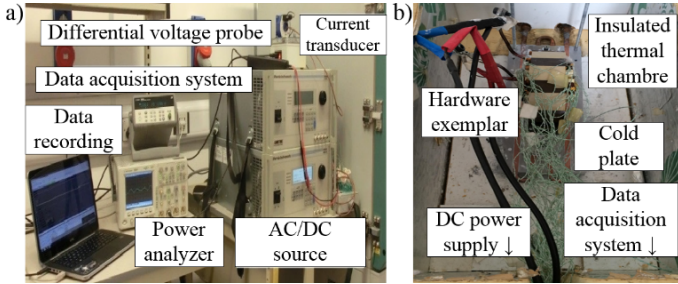 a)
Differential voltage probe
Current
transducer
Data acquisition system
Data
recording
Power
analyzer
AC/DC
source
b)
Insulated
thermal
chambre
Hardware
exemplar
Cold
plate
DC power
supply ↓
Data
acquisition
system ↓